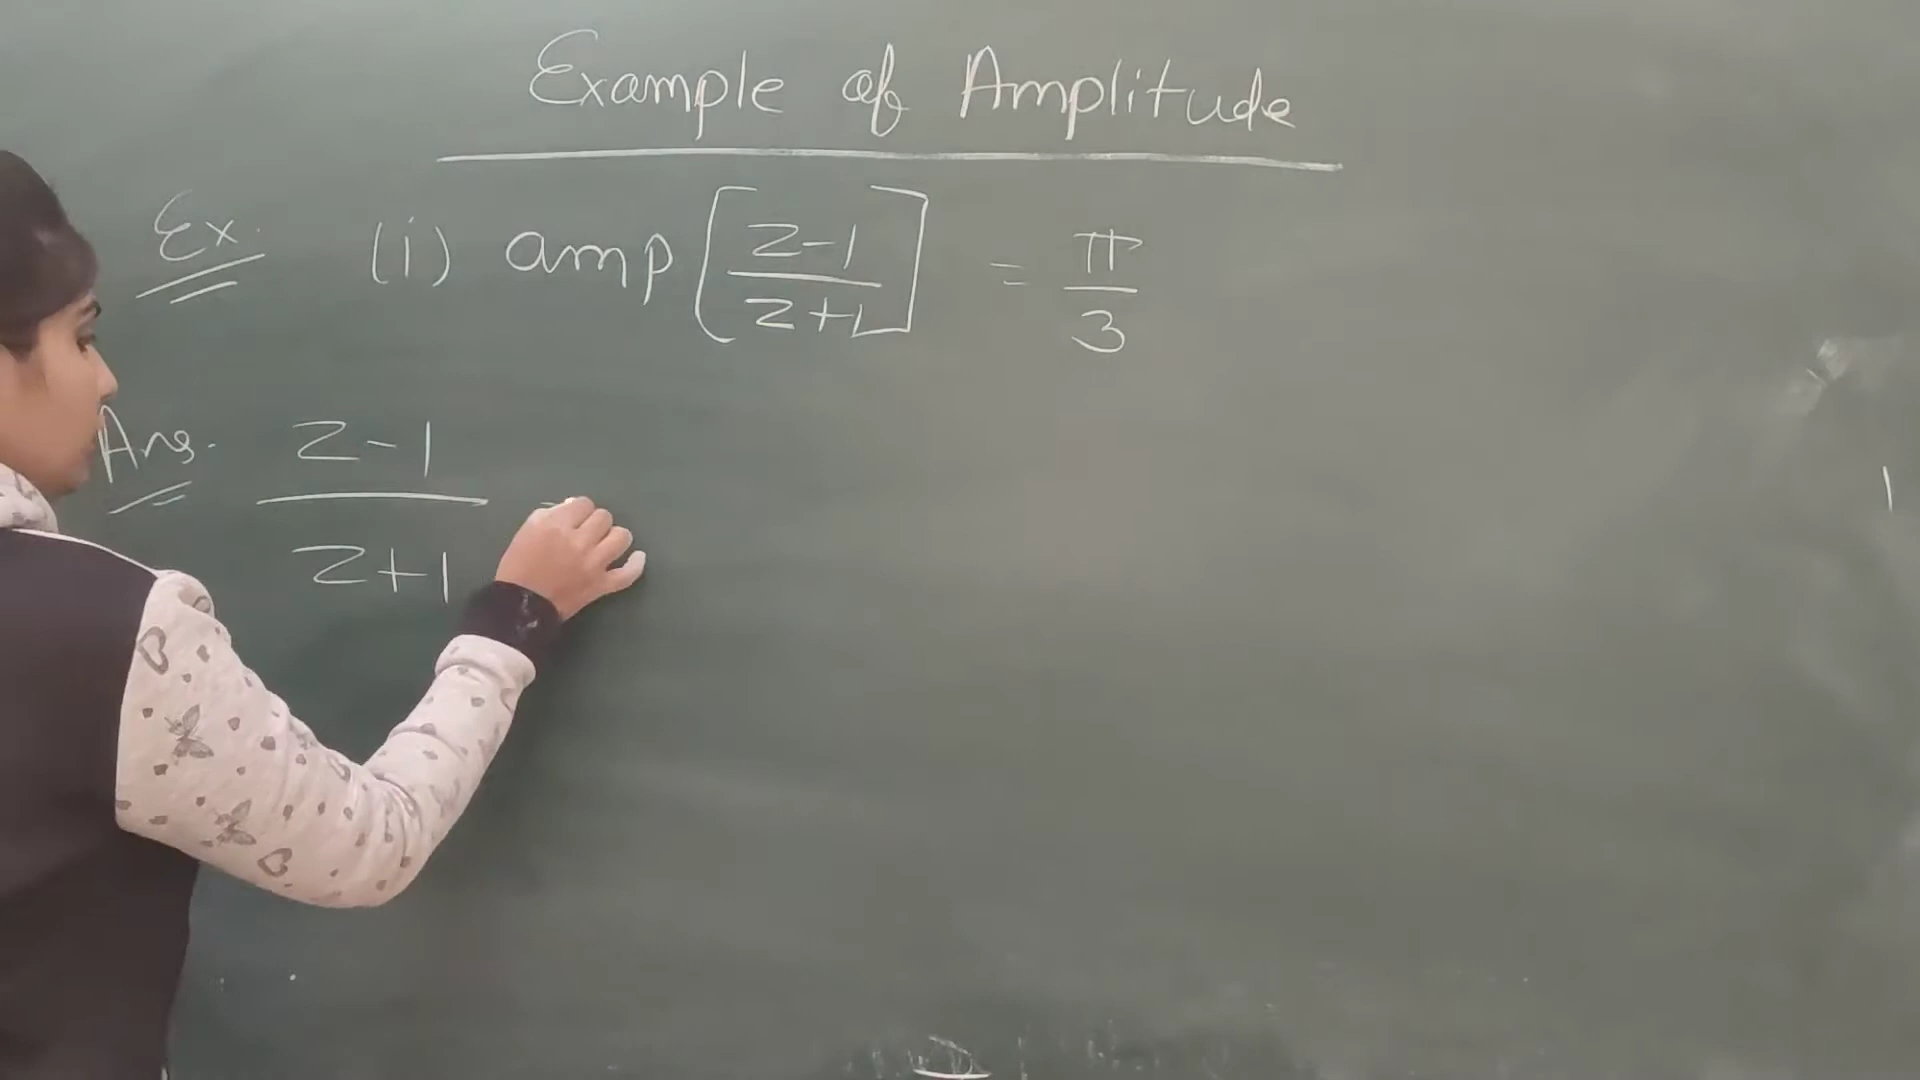 Example of Amplitude
Ex. (i) amp [ z-1 / z+1 ] = π / 3
Ans. z-1 / z+1 =